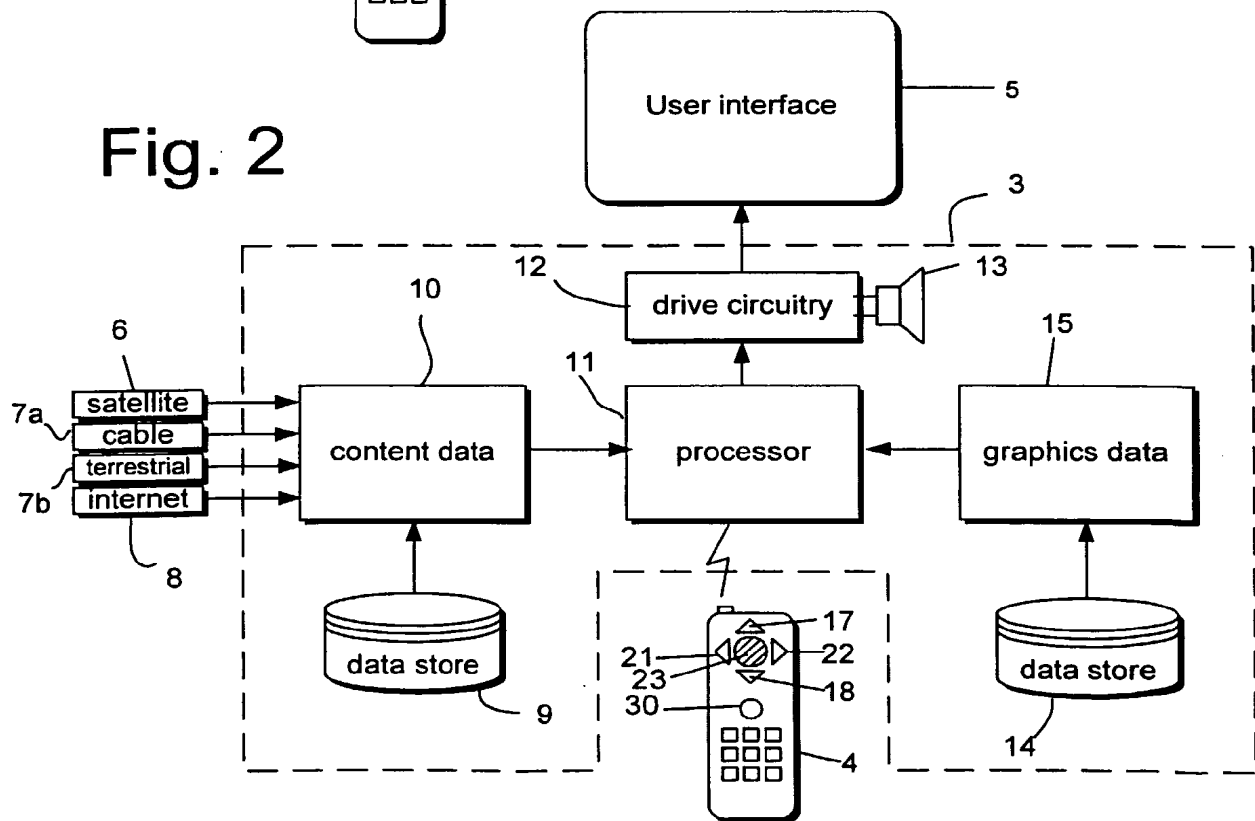 User interface
5
Fig. 2
3
12
drive circuitry
13
10
6
11
15
satellite
7a
cable
content data
processor
graphics data
terrestrial
7b
internet
8
17
21
22
data store
23
18
data store
30
9
14
4